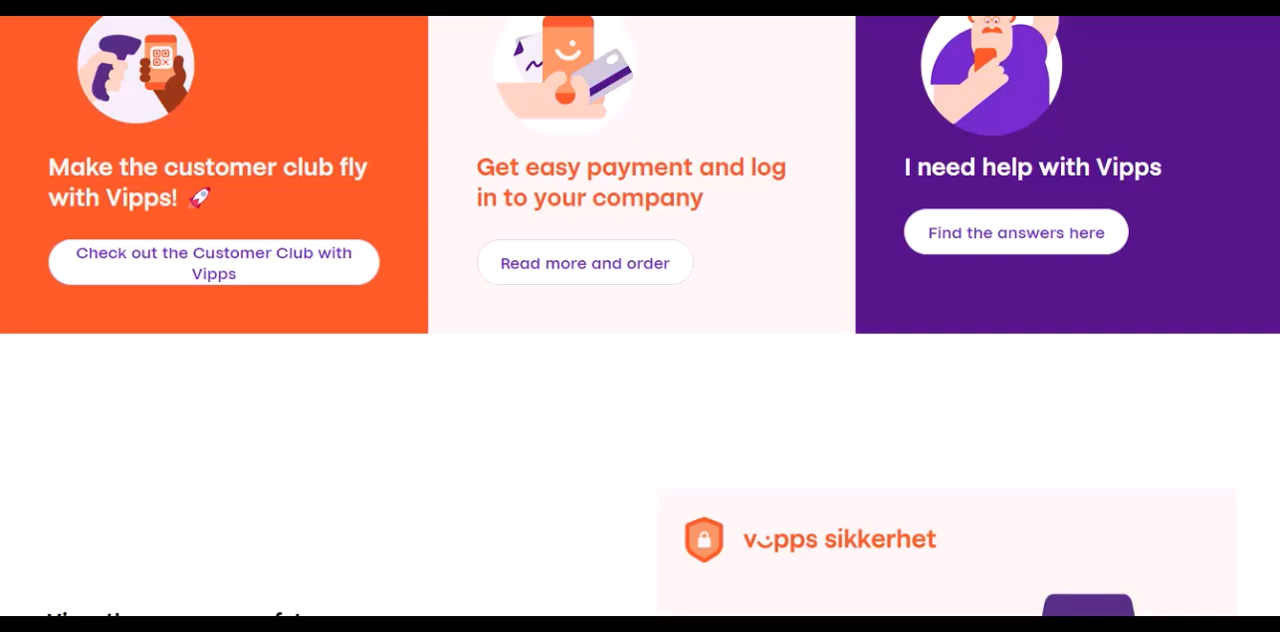 Make the customer club fly
with Vipps! 🚀
Check out the Customer Club with
Vipps
Get easy payment and log
in to your company
Read more and order
I need help with Vipps
Find the answers here
vipps sikkerhet